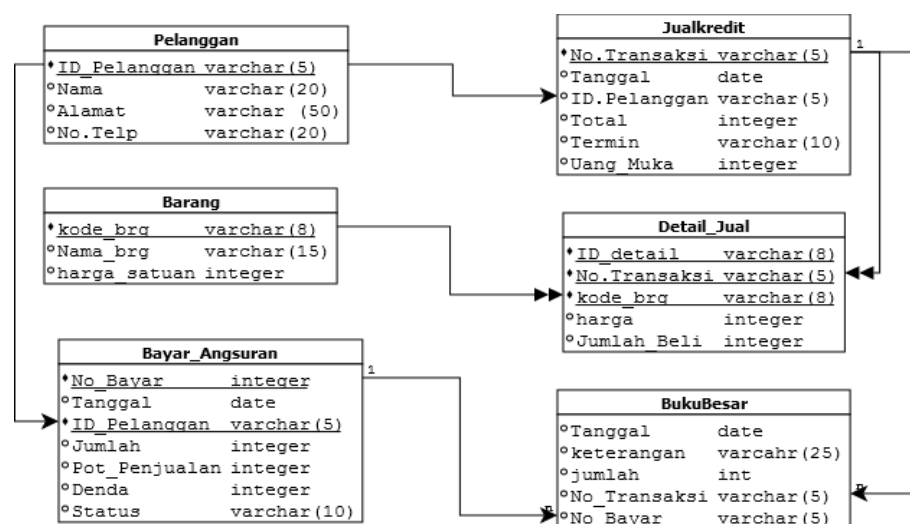 Pelanggan
ID_Pelanggan varchar(5)
Nama varchar(20)
Alamat varchar (50)
No.Telp varchar(20)
Jualkredit
No.Transaksi varchar(5)
Tanggal date
ID.Pelanggan varchar(5)
Total integer
Termin varchar(10)
Uang_Muka integer
1
Barang
kode_brg varchar(8)
Nama_brg varchar(15)
harga_satuan integer
Detail_Jual
ID_detail varchar(8)
No.Transaksi varchar(5)
kode_brg varchar(8)
harga integer
Jumlah_Beli integer
Bayar_Angsuran
No_Bayar integer
Tanggal date
ID_Pelanggan varchar(5)
Jumlah integer
Pot_Penjualan integer
Denda integer
Status varchar(10)
1
BukuBesar
Tanggal date
keterangan varcahr(25)
jumlah int
No_Transaksi varchar(5)
No_Bayar varchar(5)